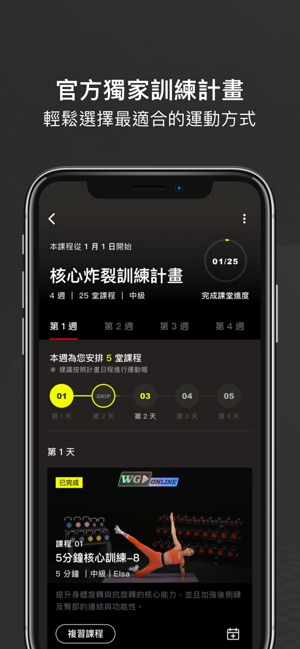 官方獨家訓練計畫
輕鬆選擇最適合的運動方式
本課程從 1 月 1 日開始
01/25
核心炸裂訓練計畫
4 週 | 25 堂課程 | 中級
完成課堂進度
第 1 週 第 2 週 第 3 週 第 4 週
本週為您安排 5 堂課程
※ 建議按照計畫日程進行運動喔
01 SKIP 03 04 05
第 1 天 第 2 天 第 2 天 第 3 天 第 4 天
第 1 天
已完成
WG ONLINE
課程 01
5分鐘核心訓練-8
5 分鐘 | 中級 | Elsa
提升身體旋轉與抗旋轉的核心能力，並且加強後側鏈
及臀部的連結與功能性。
複習課程